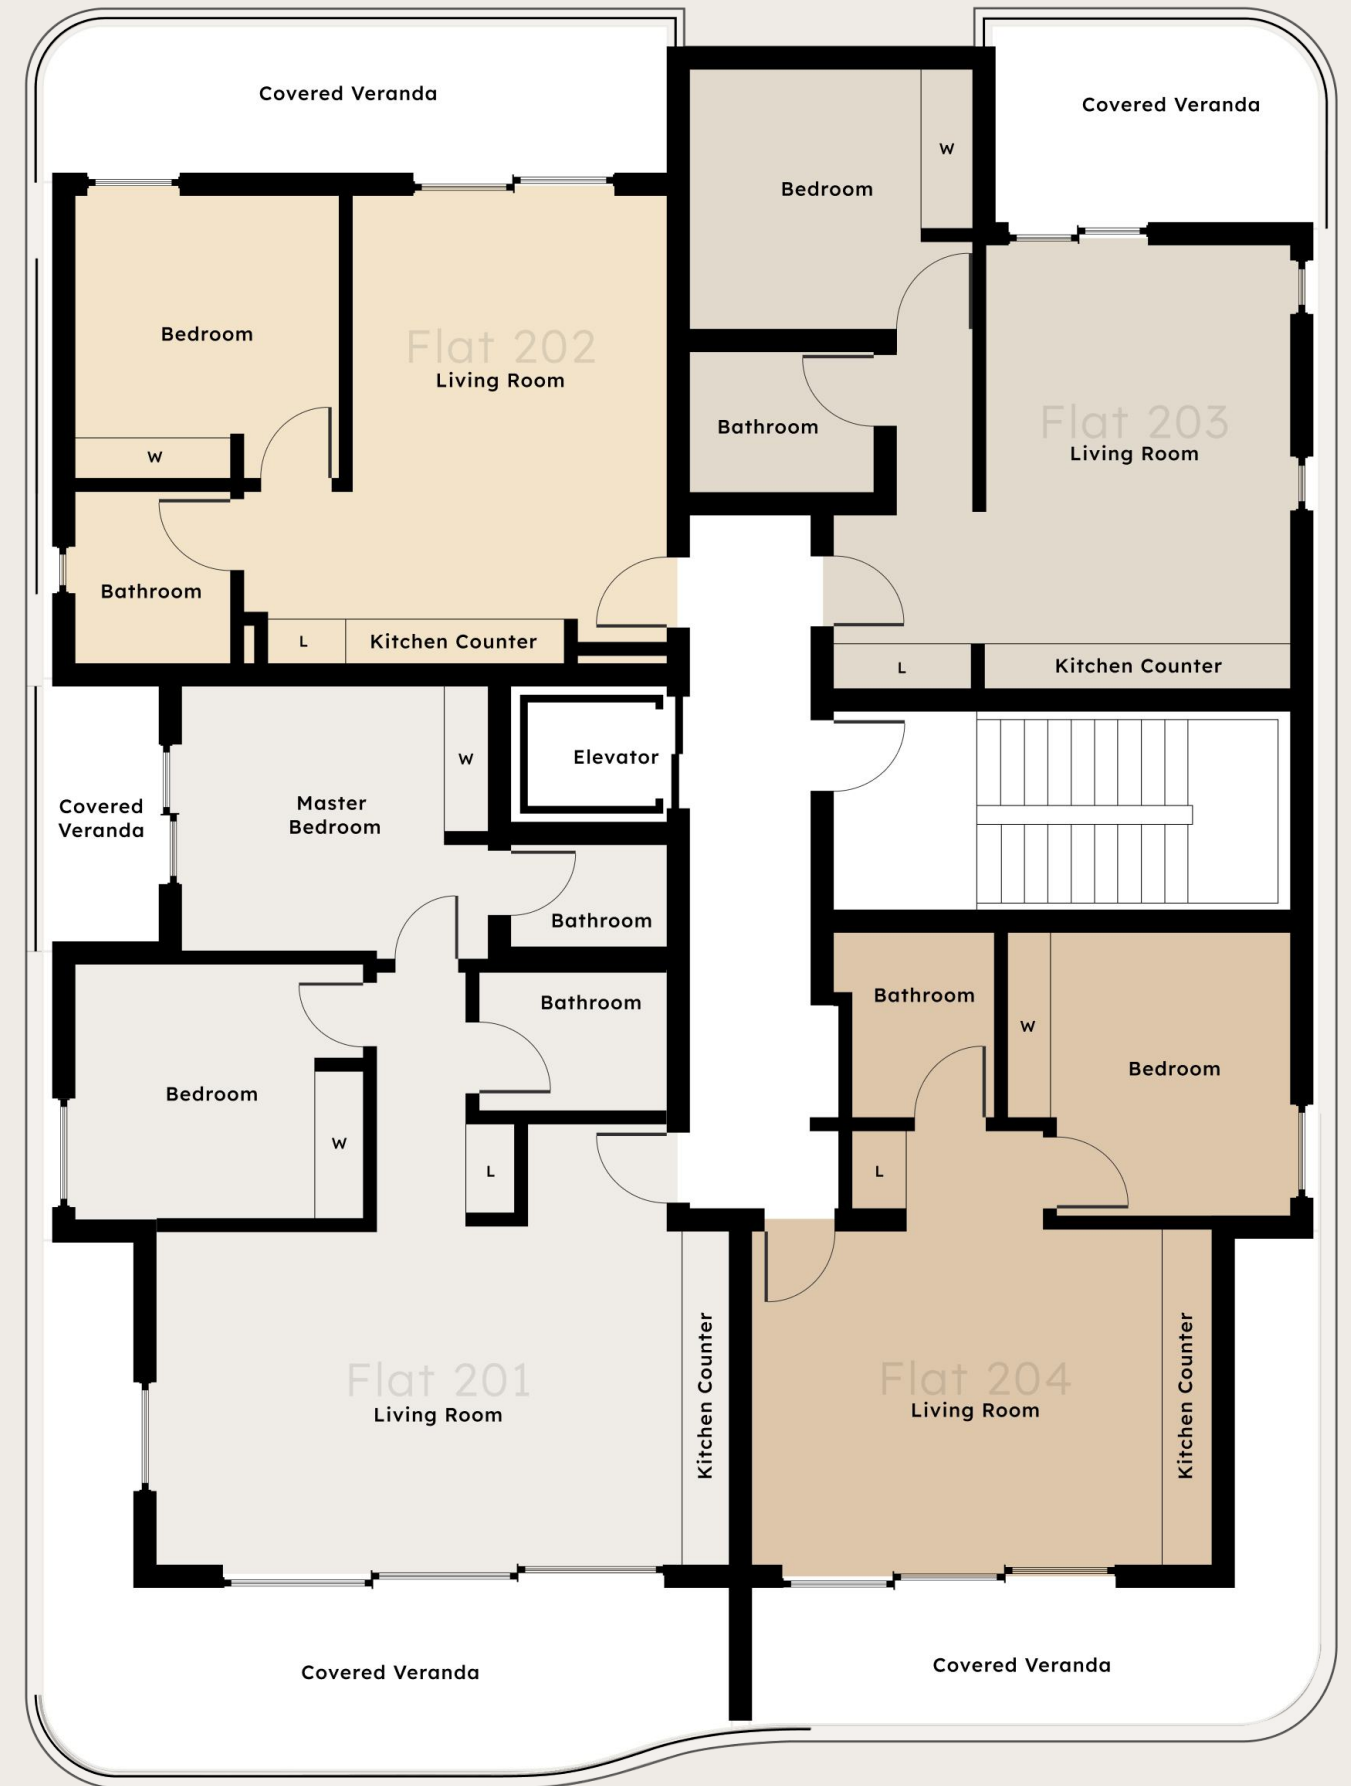 Covered Veranda
Covered Veranda
W
Bedroom
Bedroom
Flat 202
Living Room
W
Bathroom
Flat 203
Living Room
Bathroom
L
Kitchen Counter
L
Kitchen Counter
Covered
Veranda
Master
Bedroom
W
Elevator
Bathroom
Bathroom
Bedroom
W
L
Bathroom
W
Bedroom
L
Flat 201
Living Room
Kitchen Counter
Flat 204
Living Room
Kitchen Counter
Covered Veranda
Covered Veranda